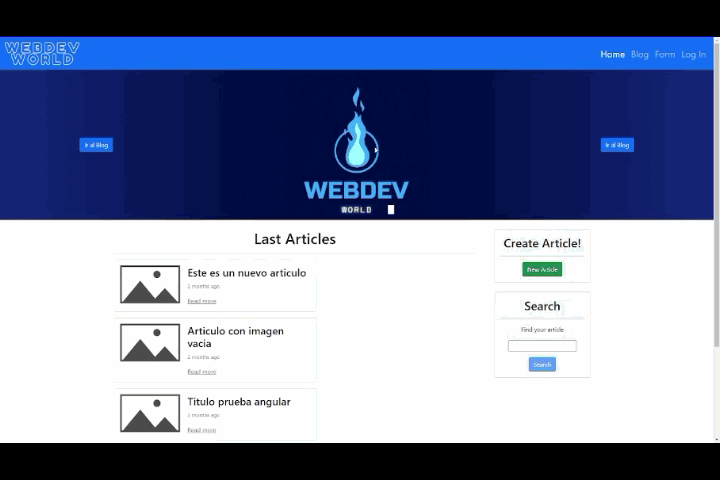 WEBDEV
WORLD
Home Blog Form Log In
Ir al Blog
WEBDEV
WORLD
Ir al Blog
Last Articles
Este es un nuevo articulo
2 months ago
Read more
Articulo con imagen
vacia
2 months ago
Read more
Titulo prueba angular
2 months ago
Read more
Create Article!
New Article
Search
Find your article
Search